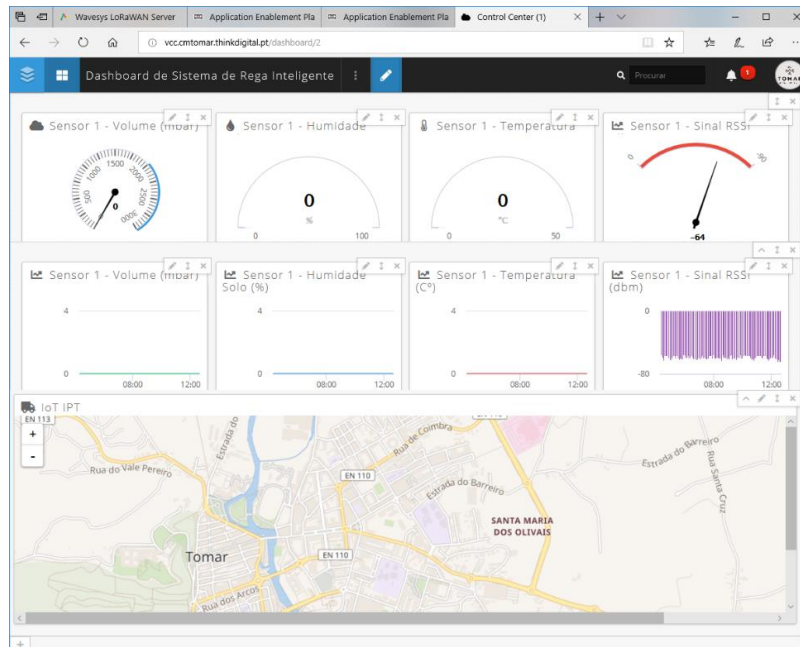 Wavesys LoRaWAN Server
Application Enablement Pla
Application Enablement Pla
Control Center (1)
vcc.cmtomar.thinkdigital.pt/dashboard/2
Dashboard de Sistema de Rega Inteligente
Procurar
1
TOMAR
Sensor 1 - Volume (mbar)
0
500
1000
1500
2000
2500
3000
0
Sensor 1 - Humidade
0
%
0
100
Sensor 1 - Temperatura
0
°C
0
50
Sensor 1 - Sinal RSSI
0
-90
-64
Sensor 1 - Volume (mbar)
4
0
08:00
12:00
Sensor 1 - Humidade
Solo (%)
4
0
08:00
12:00
Sensor 1 - Temperatura
(Cº)
4
0
08:00
12:00
Sensor 1 - Sinal RSSI
(dbm)
0
-80
08:00
12:00
IoT IPT
EN 113
+
-
Estrada do
Rua de Coimbra
Rua do Vale Pereiro
EN 110
Estrada do Barreiro
Estrada do Barreiro
Rua Santa Cruz
SANTA MARIA
DOS OLIVAIS
Tomar
EN 110
Rua dos Arcos